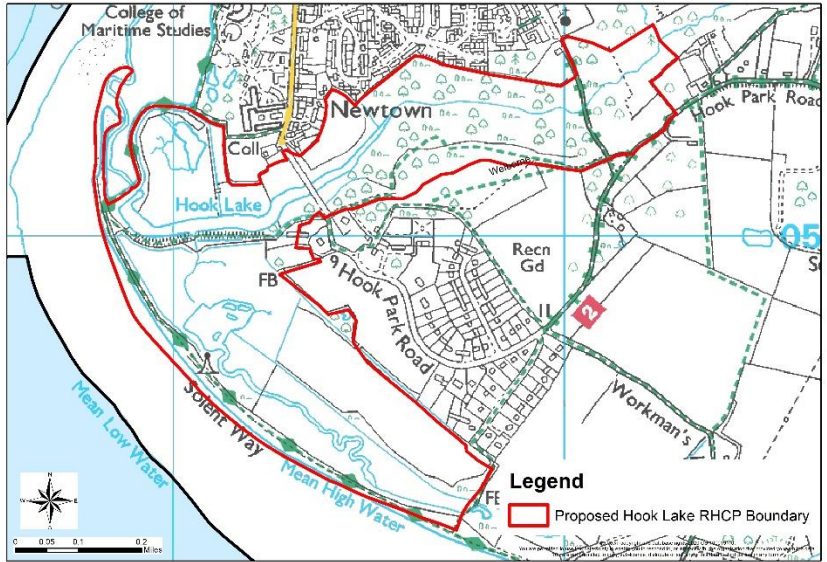 College of
Maritime Studies
Newtown
Hook Park Road
Coll
Welcome
Hook Lake
05
Recn
Gd
FB
9 Hook Park Road
2
Solent Way
Workman's
Mean Low Water
Mean High Water
Legend
Proposed Hook Lake RHCP Boundary
N
W
E
S
0 0.05 0.1 0.2
Miles